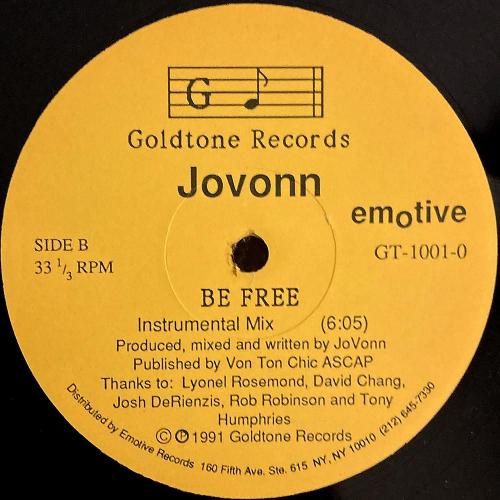 G
Goldtone Records
Jovonn
emotive
SIDE B
GT-1001-0
33 1/3 RPM
BE FREE
Instrumental Mix (6:05)
Produced, mixed and written by JoVonn
Published by Von Ton Chic ASCAP
Thanks to: Lyonel Rosemond, David Chang,
Josh DeRienzis, Rob Robinson and Tony
Humphries
© ℗ 1991 Goldtone Records
Distributed by Emotive Records 160 Fifth Ave. Ste. 615 NY, NY 10010 (212) 645-7330